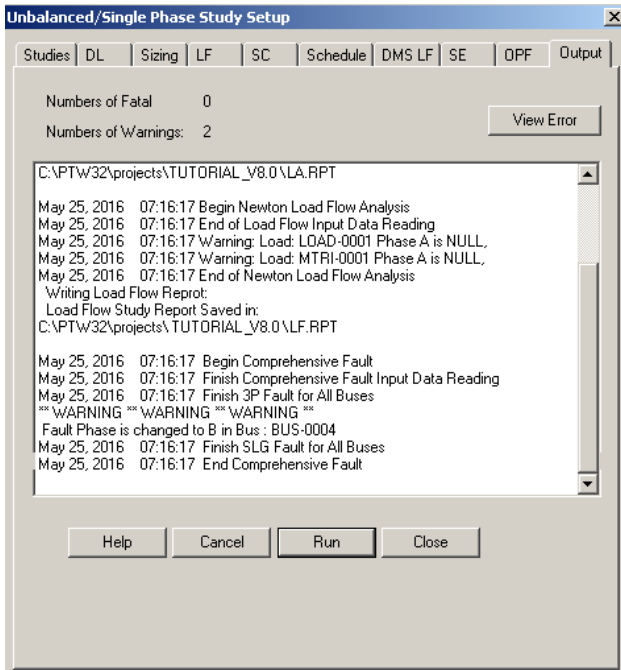 Unbalanced/Single Phase Study Setup
Studies DL Sizing LF SC Schedule DMS LF SE OPF Output
Numbers of Fatal 0
View Error
Numbers of Warnings: 2
C:\PTW32\projects\TUTORIAL_V8.0\LA.RPT
May 25, 2016 07:16:17 Begin Newton Load Flow Analysis
May 25, 2016 07:16:17 End of Load Flow Input Data Reading
May 25, 2016 07:16:17 Warning: Load: LOAD-0001 Phase A is NULL,
May 25, 2016 07:16:17 Warning: Load: MTRI-0001 Phase A is NULL,
May 25, 2016 07:16:17 End of Newton Load Flow Analysis
Writing Load Flow Reprot:
Load Flow Study Report Saved in:
C:\PTW32\projects\ TUTORIAL_V8.0\LF.RPT
May 25, 2016 07:16:17 Begin Comprehensive Fault
May 25, 2016 07:16:17 Finish Comprehensive Fault Input Data Reading
May 25, 2016 07:16:17 Finish 3P Fault for All Buses
** WARNING ** WARNING ** WARNING **
Fault Phase is changed to B in Bus : BUS-0004
May 25, 2016 07:16:17 Finish SLG Fault for All Buses
May 25, 2016 07:16:17 End Comprehensive Fault
Help Cancel Run Close